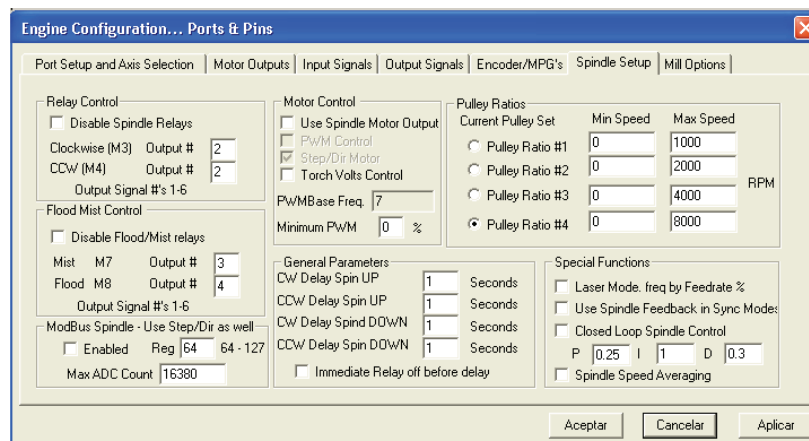 Engine Configuration... Ports & Pins
Port Setup and Axis Selection | Motor Outputs | Input Signals | Output Signals | Encoder/MPG's | Spindle Setup | Mill Options
Relay Control
Disable Spindle Relays
Clockwise (M3) Output # 2
CCW (M4) Output # 2
Output Signal #'s 1-6
Flood Mist Control
Disable Flood/Mist relays
Mist M7 Output # 3
Flood M8 Output # 4
Output Signal #'s 1-6
ModBus Spindle - Use Step/Dir as well
Enabled Reg 64 64 - 127
Max ADC Count 16380
Motor Control
Use Spindle Motor Output
PWM Control
Step/Dir Motor
Torch Volts Control
PWMBase Freq. 7
Minimum PWM 0 %
General Parameters
CW Delay Spin UP 1 Seconds
CCW Delay Spin UP 1 Seconds
CW Delay Spind DOWN 1 Seconds
CCW Delay Spin DOWN 1 Seconds
Immediate Relay off before delay
Pulley Ratios
Current Pulley Set Min Speed Max Speed
Pulley Ratio #1 0 1000
Pulley Ratio #2 0 2000
Pulley Ratio #3 0 4000
Pulley Ratio #4 0 8000
RPM
Special Functions
Laser Mode. freq by Feedrate %
Use Spindle Feedback in Sync Modes
Closed Loop Spindle Control
P 0.25 I 1 D 0.3
Spindle Speed Averaging
Aceptar Cancelar Aplicar